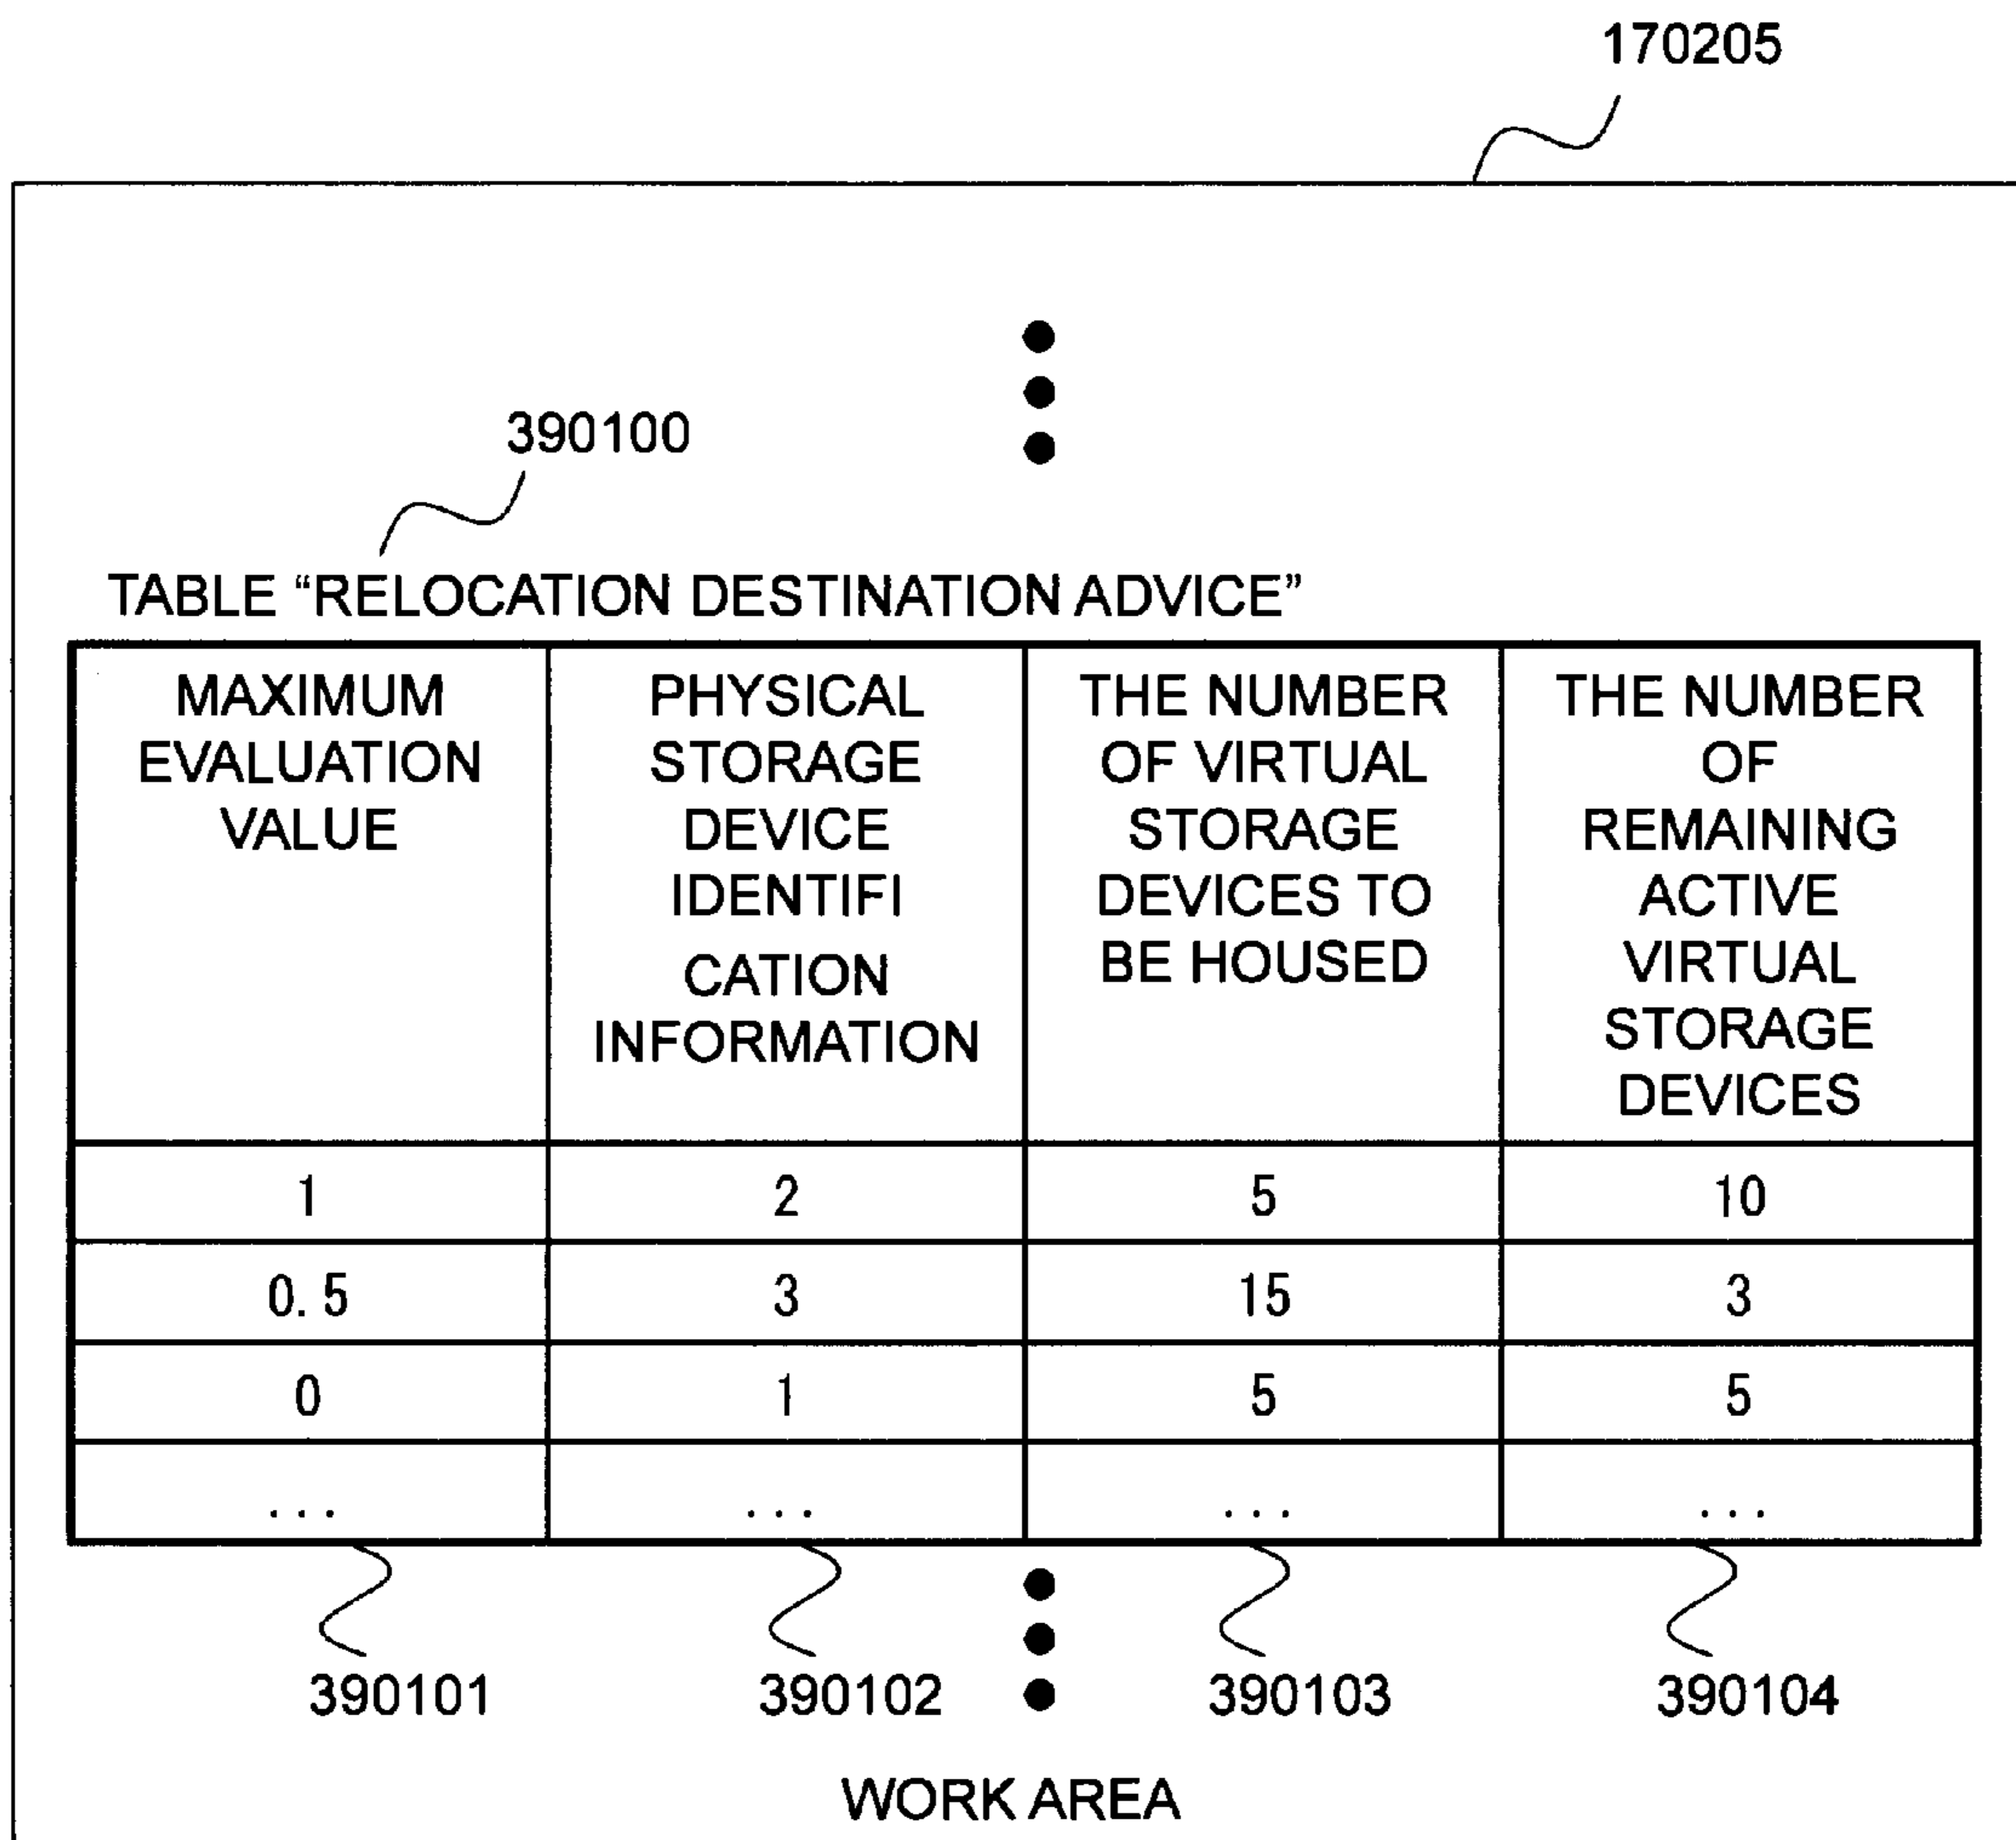 170205
390100
TABLE “RELOCATION DESTINATION ADVICE”
MAXIMUM
EVALUATION
VALUE
PHYSICAL
STORAGE
DEVICE
IDENTIFI
CATION
INFORMATION
THE NUMBER
OF VIRTUAL
STORAGE
DEVICES TO
BE HOUSED
THE NUMBER
OF
REMAINING
ACTIVE
VIRTUAL
STORAGE
DEVICES
1 2 5 10
0.5 3 15 3
0 1 5 5
... ... ... ...
390101 390102 390103 390104
WORK AREA